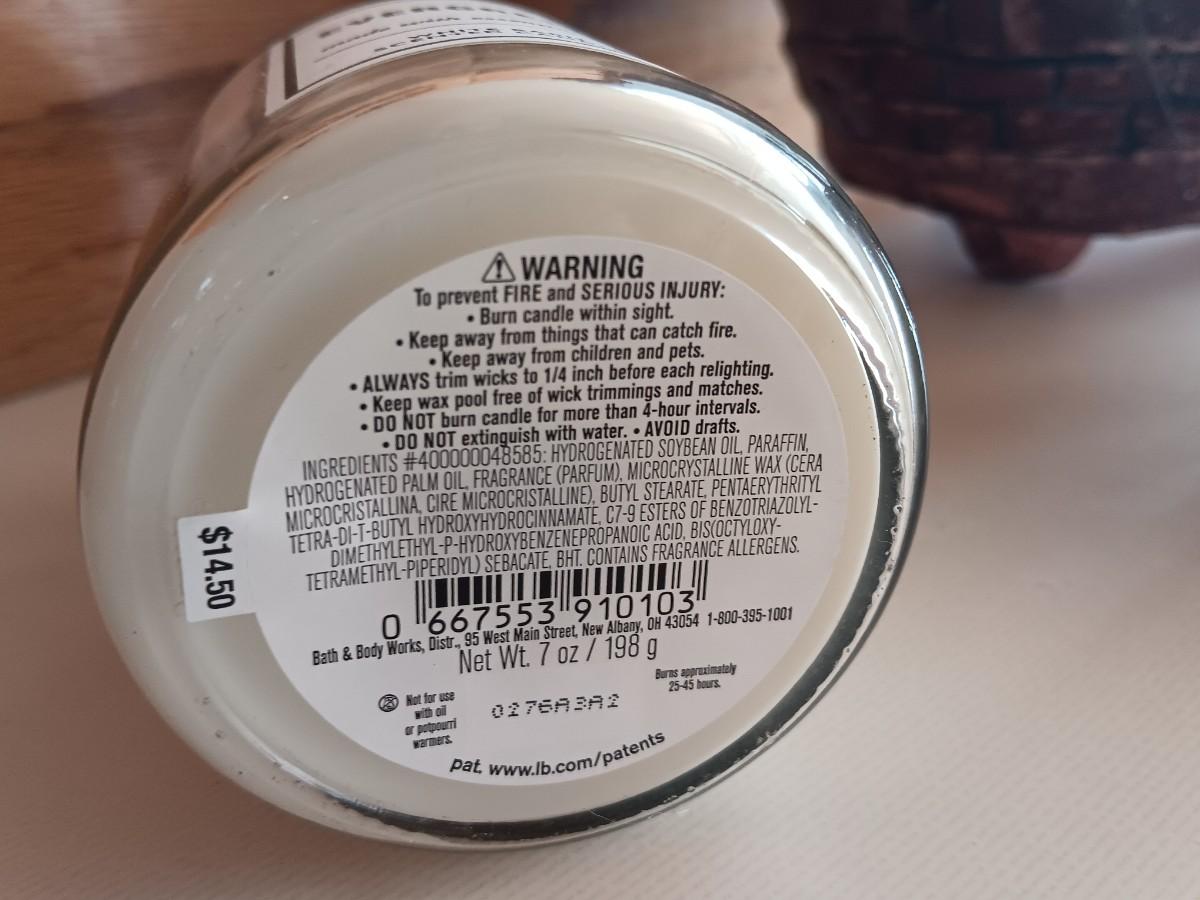 ⚠ WARNING
To prevent FIRE and SERIOUS INJURY:
• Burn candle within sight.
• Keep away from things that can catch fire.
• Keep away from children and pets.
• ALWAYS trim wicks to 1/4 inch before each relighting.
• Keep wax pool free of wick trimmings and matches.
• DO NOT burn candle for more than 4-hour intervals.
• DO NOT extinguish with water. • AVOID drafts.
INGREDIENTS #400000048585: HYDROGENATED SOYBEAN OIL, PARAFFIN,
HYDROGENATED PALM OIL, FRAGRANCE (PARFUM), MICROCRYSTALLINE WAX (CERA
MICROCRISTALLINA, CIRE MICROCRISTALLINE), BUTYL STEARATE, PENTAERYTHRITYL
TETRA-DI-T-BUTYL HYDROXYHYDROCINNAMATE, C7-9 ESTERS OF BENZOTRIAZOLYL-
DIMETHYLETHYL-P-HYDROXYBENZENEPROPANOIC ACID, BIS(OCTYLOXY-
TETRAMETHYL-PIPERIDYL) SEBACATE, BHT. CONTAINS FRAGRANCE ALLERGENS.
$14.50
0 667553 910103
Bath & Body Works, Distr., 95 West Main Street, New Albany, OH 43054 1-800-395-1001
Net Wt. 7 oz / 198 g
Burns approximately
25-45 hours.
Not for use
with oil
or potpourri
warmers.
0276A3A2
pat. www.lb.com/patents